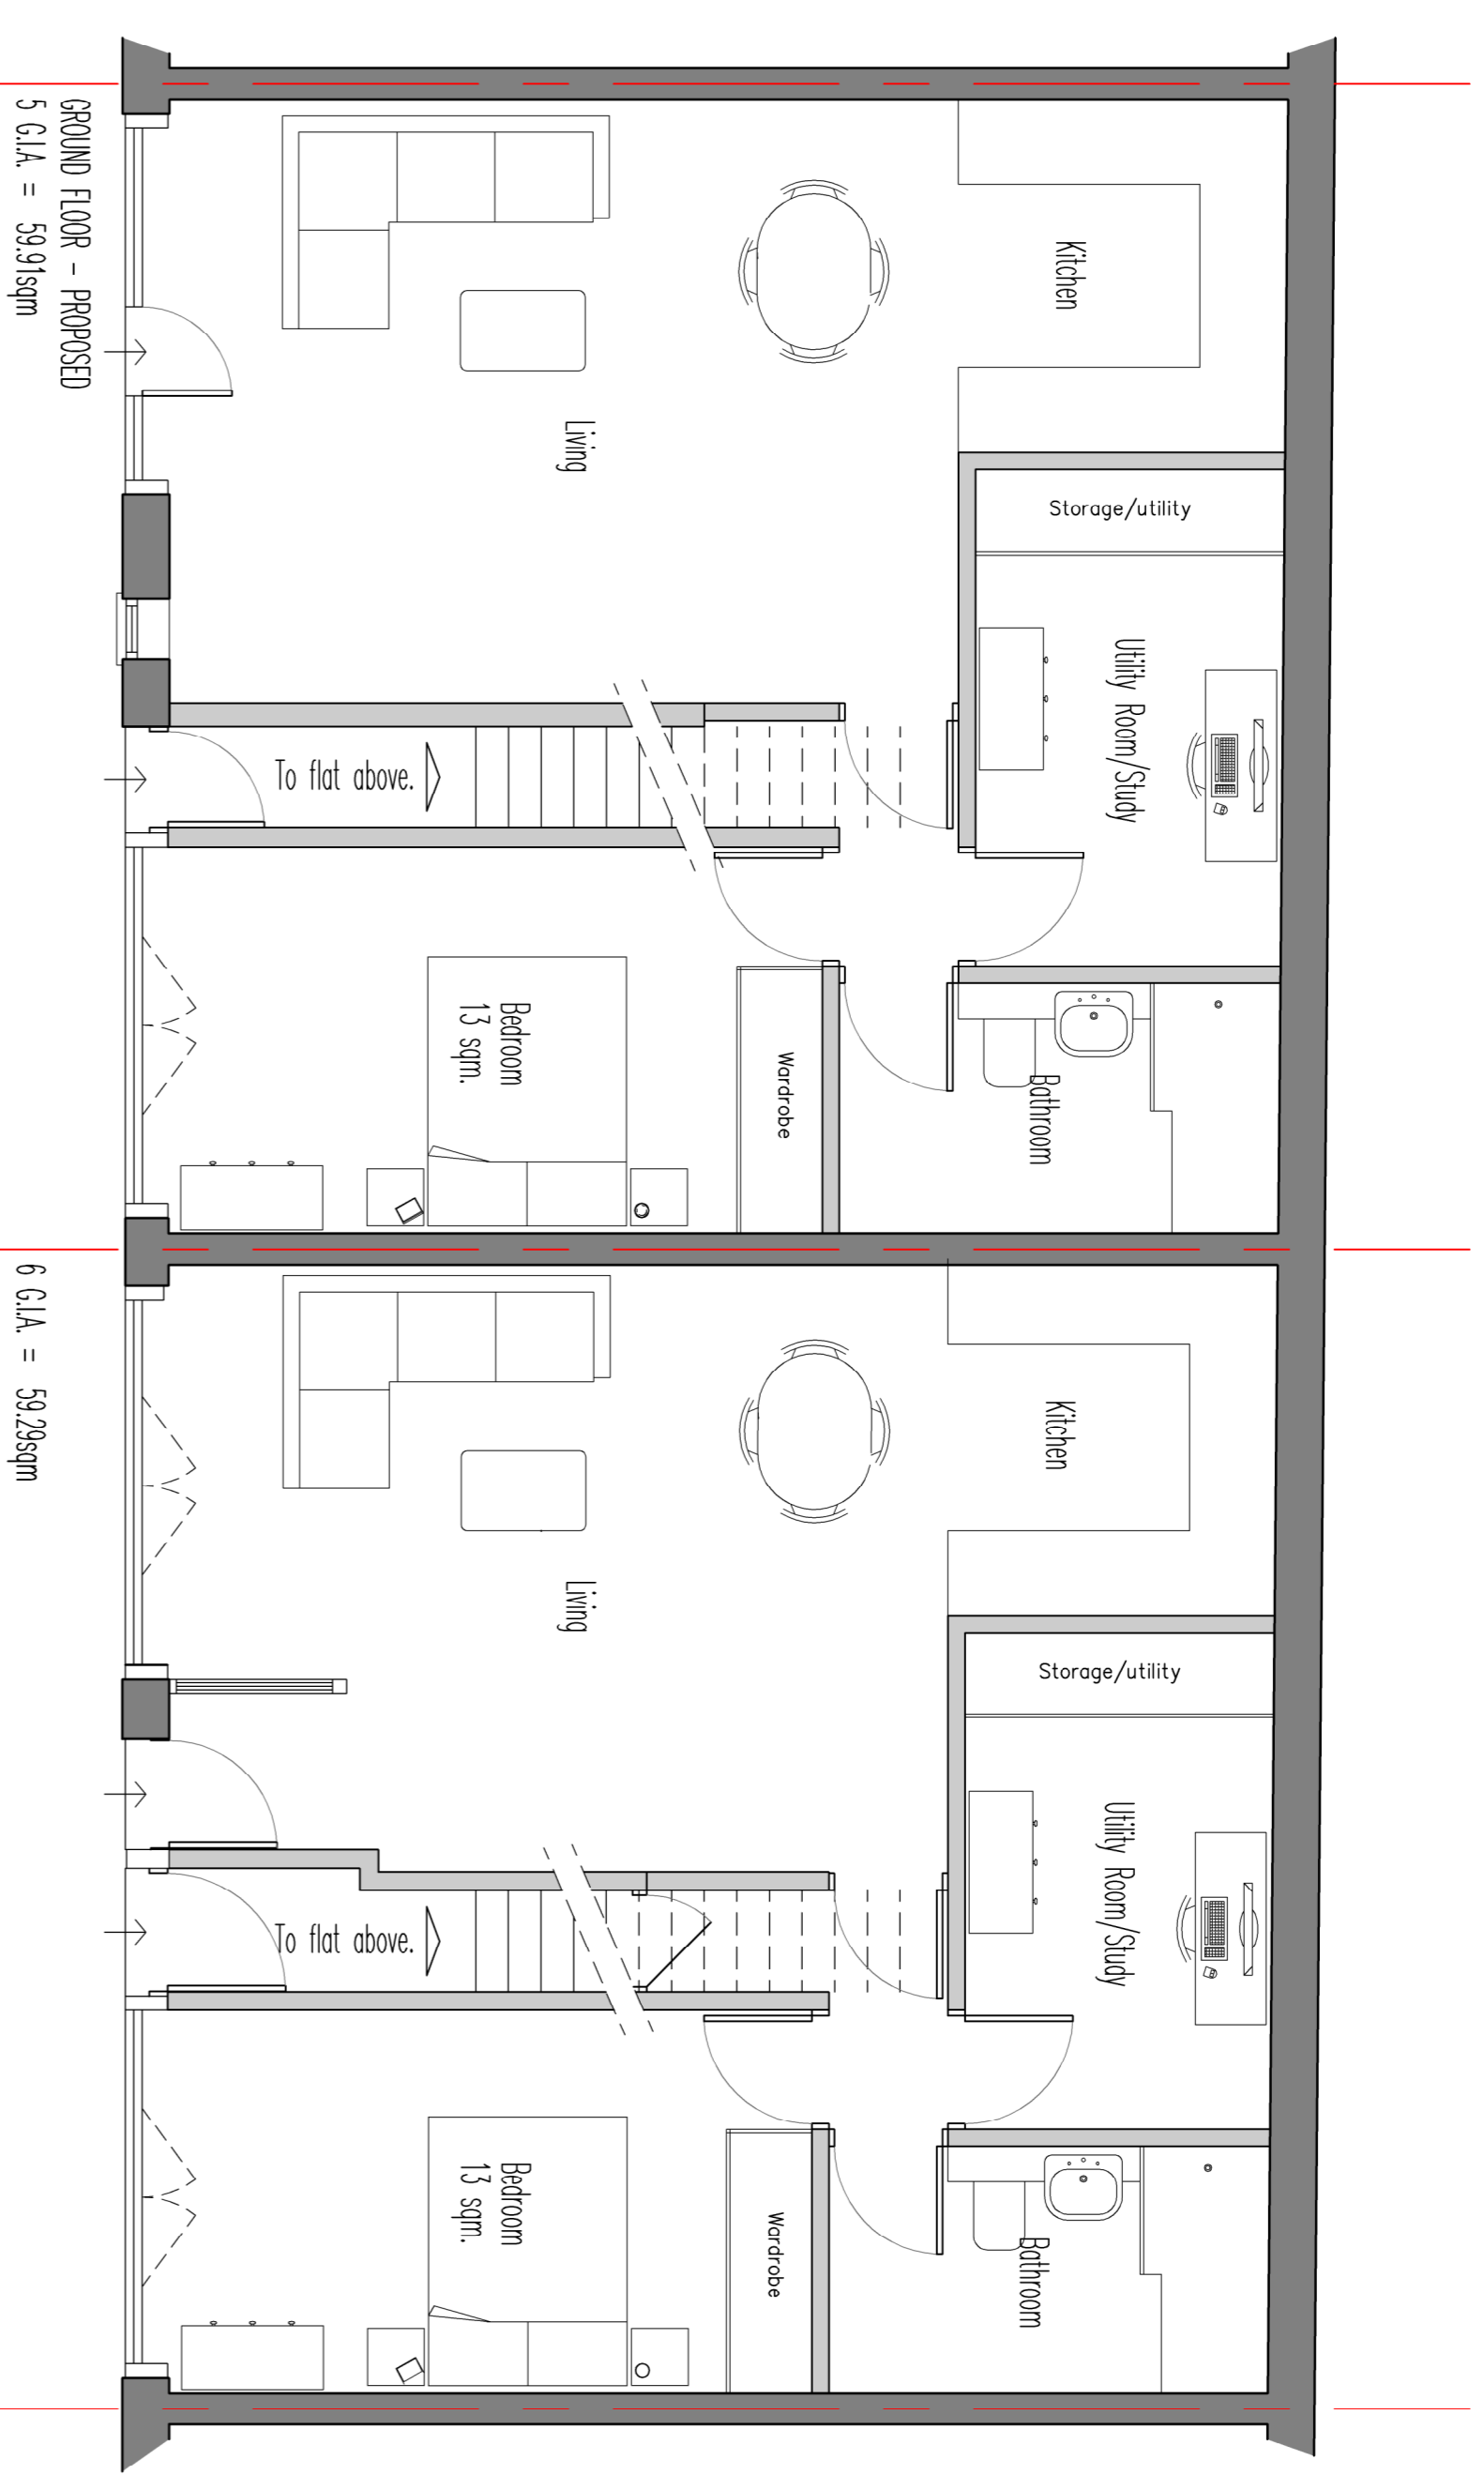 Kitchen
Storage/utility
Utility Room/Study
Living
To flat above.
Bedroom
13 sqm.
Wardrobe
Bathroom
Kitchen
Storage/utility
Utility Room/Study
Living
To flat above.
Bedroom
13 sqm.
Wardrobe
Bathroom
GROUND FLOOR - PROPOSED
5 G.I.A. = 59.91sqm
6 G.I.A. = 59.29sqm